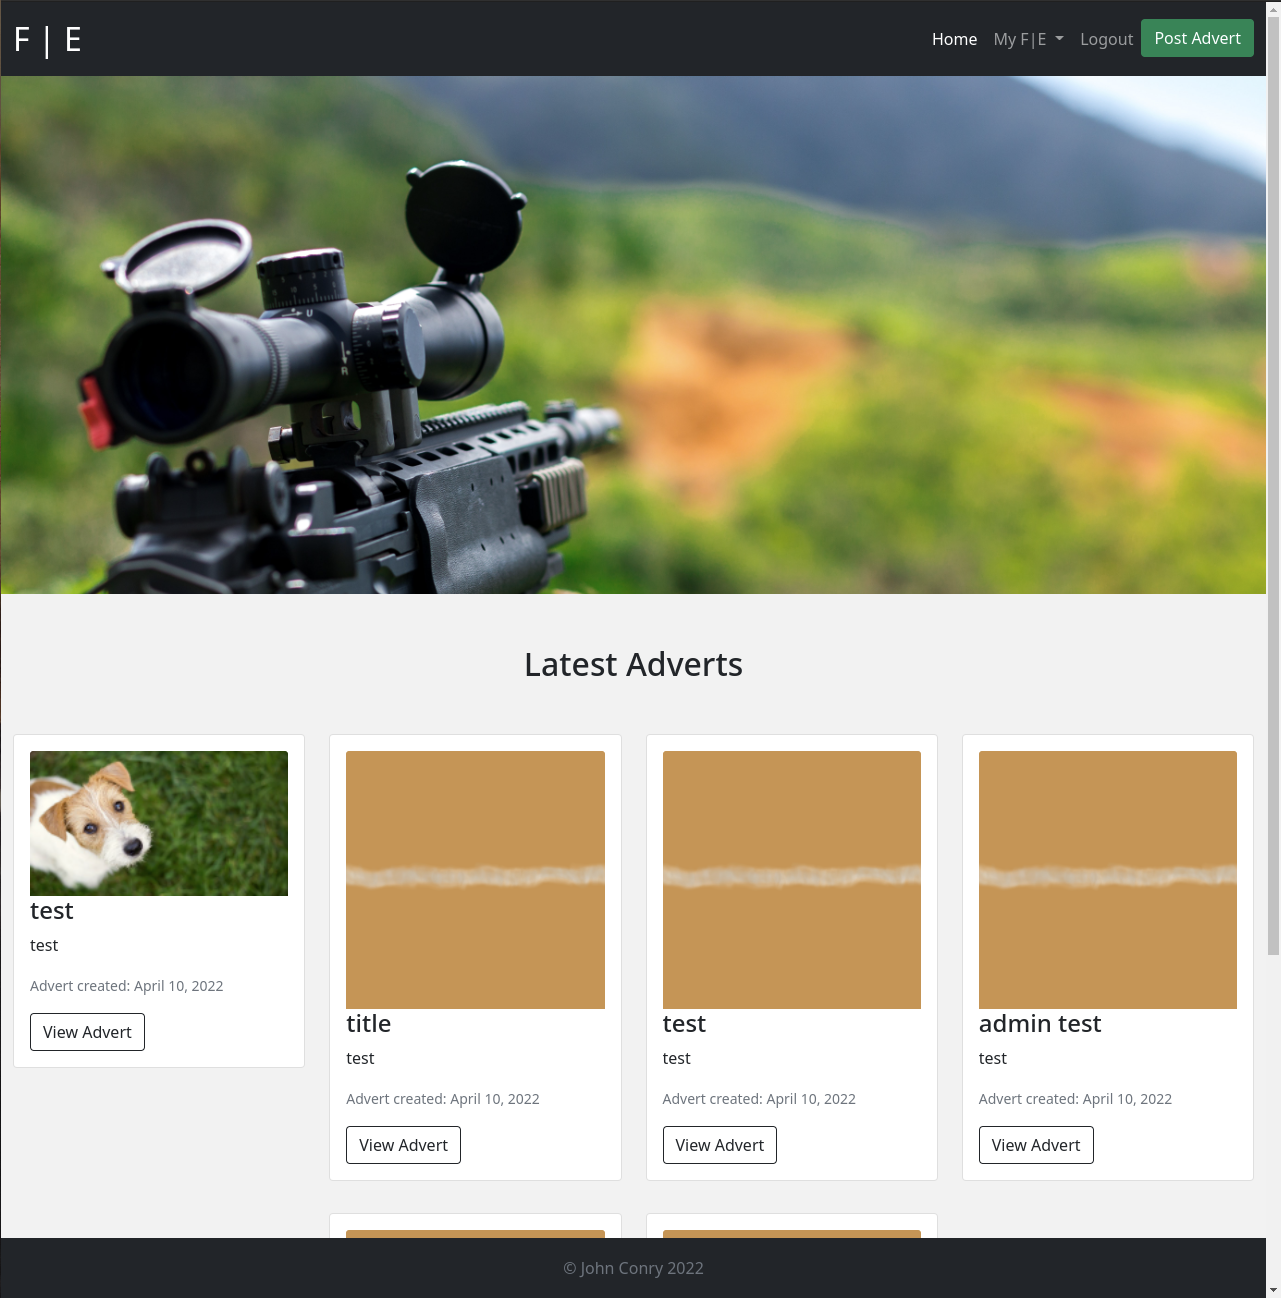 F | E
Home
My F|E
Logout
Post Advert
U
L
R
Latest Adverts
test
test
Advert created: April 10, 2022
View Advert
title
test
Advert created: April 10, 2022
View Advert
test
test
Advert created: April 10, 2022
View Advert
admin test
test
Advert created: April 10, 2022
View Advert
© John Conry 2022